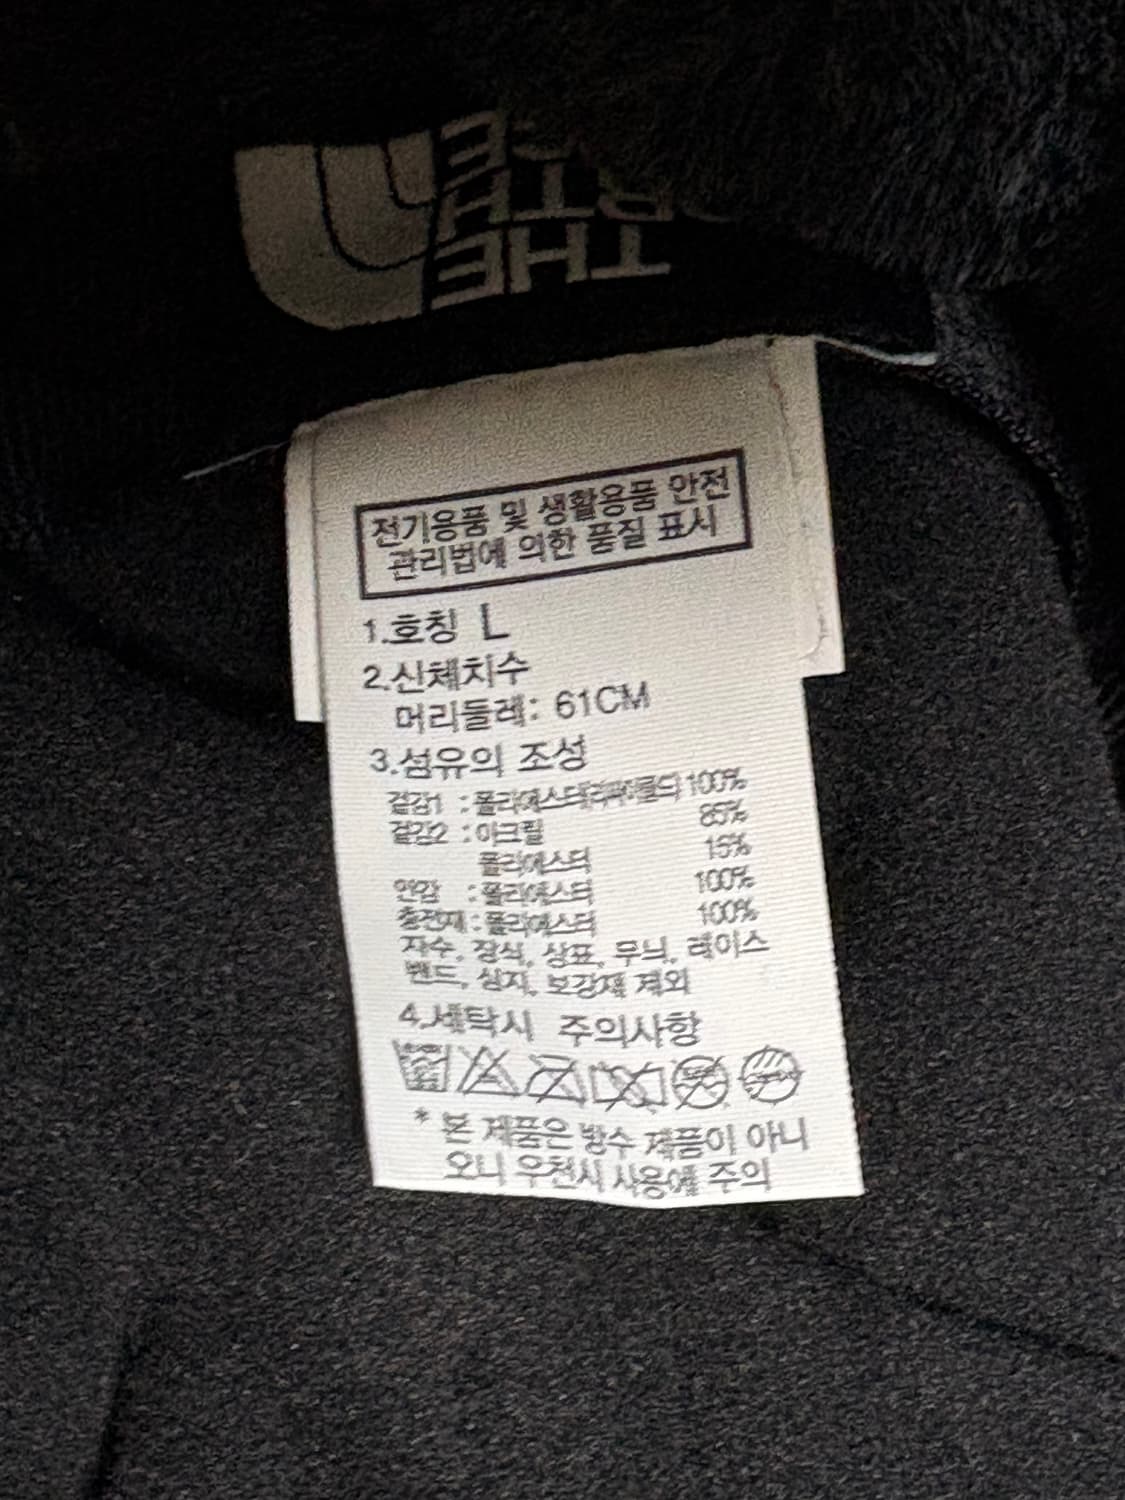 THE
전기용품 및 생활용품 안전
관리법에 의한 품질 표시
1.호칭 L
2.신체치수
머리둘레: 61CM
3.섬유의 조성
겉감1 : 폴리에스터 100%
겉감2 : 아크릴 85%
폴리에스터 15%
안감 : 폴리에스터 100%
충전재 : 폴리에스터 100%
자수, 장식, 상표, 무늬, 레이스
밴드, 심지, 보강재 제외
4.세탁시 주의사항
* 본 제품은 방수 제품이 아니
오니 우천시 사용에 주의